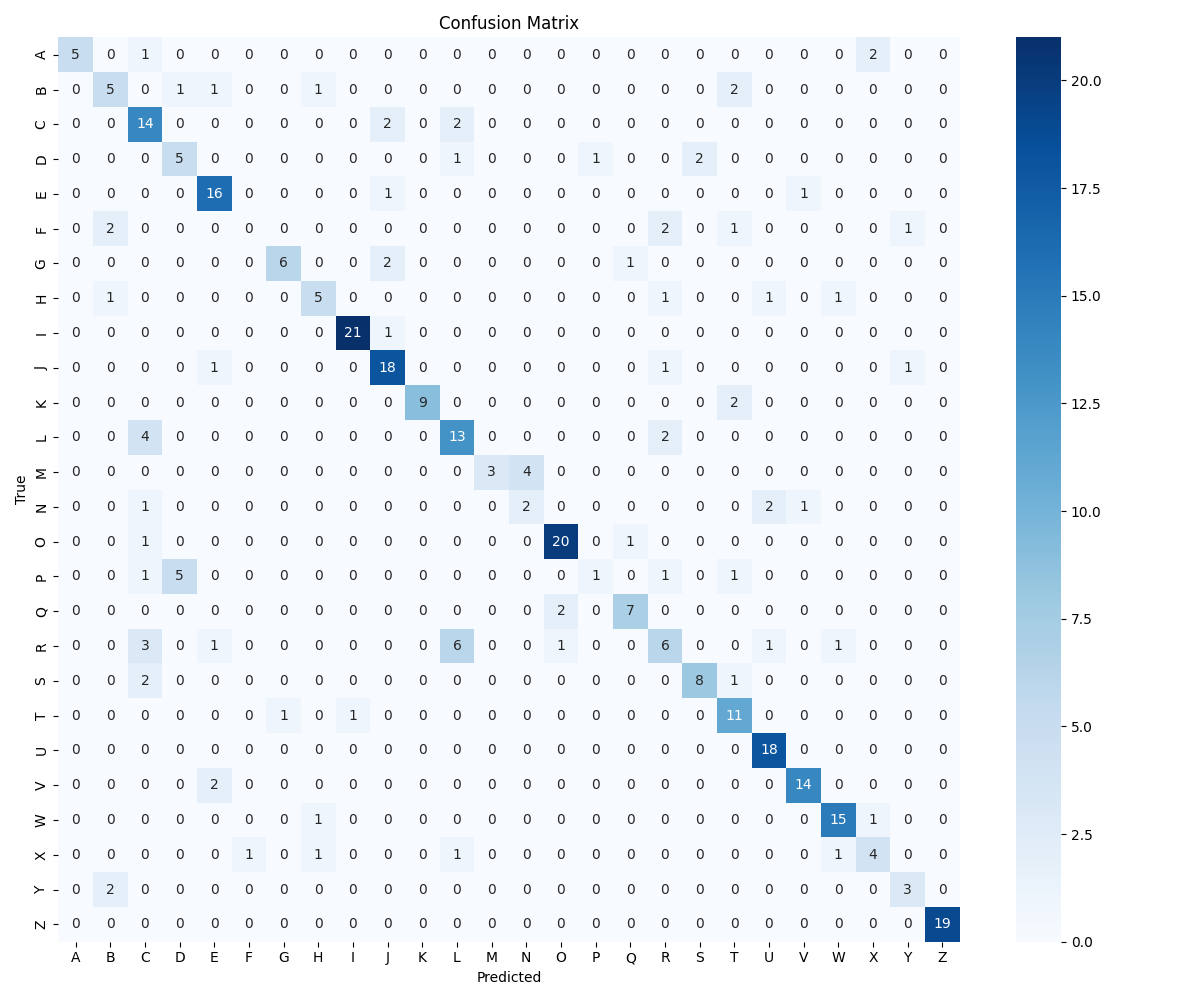 Confusion Matrix
A 5 0 1 0 0 0 0 0 0 0 0 0 0 0 0 0 0 0 0 0 0 0 0 2 0 0
B 0 5 0 1 1 0 0 1 0 0 0 0 0 0 0 0 0 0 0 2 0 0 0 0 0 0
C 0 0 14 0 0 0 0 0 0 2 0 2 0 0 0 0 0 0 0 0 0 0 0 0 0 0
D 0 0 0 5 0 0 0 0 0 0 0 1 0 0 0 1 0 0 2 0 0 0 0 0 0 0
E 0 0 0 0 16 0 0 0 0 1 0 0 0 0 0 0 0 0 0 0 0 1 0 0 0 0
F 0 2 0 0 0 0 0 0 0 0 0 0 0 0 0 0 0 2 0 1 0 0 0 0 1 0
G 0 0 0 0 0 0 6 0 0 2 0 0 0 0 0 0 1 0 0 0 0 0 0 0 0 0
H 0 1 0 0 0 0 0 5 0 0 0 0 0 0 0 0 0 1 0 0 1 0 1 0 0 0
I 0 0 0 0 0 0 0 0 21 1 0 0 0 0 0 0 0 0 0 0 0 0 0 0 0 0
J 0 0 0 0 1 0 0 0 0 18 0 0 0 0 0 0 0 1 0 0 0 0 0 0 1 0
K 0 0 0 0 0 0 0 0 0 0 9 0 0 0 0 0 0 0 0 2 0 0 0 0 0 0
L 0 0 4 0 0 0 0 0 0 0 0 13 0 0 0 0 0 2 0 0 0 0 0 0 0 0
M 0 0 0 0 0 0 0 0 0 0 0 0 3 4 0 0 0 0 0 0 0 0 0 0 0 0
N 0 0 1 0 0 0 0 0 0 0 0 0 0 2 0 0 0 0 0 0 2 1 0 0 0 0
O 0 0 1 0 0 0 0 0 0 0 0 0 0 0 20 0 1 0 0 0 0 0 0 0 0 0
P 0 0 1 5 0 0 0 0 0 0 0 0 0 0 0 1 0 1 0 1 0 0 0 0 0 0
Q 0 0 0 0 0 0 0 0 0 0 0 0 0 0 2 0 7 0 0 0 0 0 0 0 0 0
R 0 0 3 0 1 0 0 0 0 0 0 6 0 0 1 0 0 6 0 0 1 0 1 0 0 0
S 0 0 2 0 0 0 0 0 0 0 0 0 0 0 0 0 0 0 8 1 0 0 0 0 0 0
T 0 0 0 0 0 0 1 0 1 0 0 0 0 0 0 0 0 0 0 11 0 0 0 0 0 0
U 0 0 0 0 0 0 0 0 0 0 0 0 0 0 0 0 0 0 0 0 18 0 0 0 0 0
V 0 0 0 0 2 0 0 0 0 0 0 0 0 0 0 0 0 0 0 0 0 14 0 0 0 0
W 0 0 0 0 0 0 0 1 0 0 0 0 0 0 0 0 0 0 0 0 0 0 15 1 0 0
X 0 0 0 0 0 1 0 1 0 0 0 1 0 0 0 0 0 0 0 0 0 0 1 4 0 0
Y 0 2 0 0 0 0 0 0 0 0 0 0 0 0 0 0 0 0 0 0 0 0 0 0 3 0
Z 0 0 0 0 0 0 0 0 0 0 0 0 0 0 0 0 0 0 0 0 0 0 0 0 0 19
A B C D E F G H I J K L M N O P Q R S T U V W X Y Z
True
Predicted
20.0
17.5
15.0
12.5
10.0
7.5
5.0
2.5
0.0